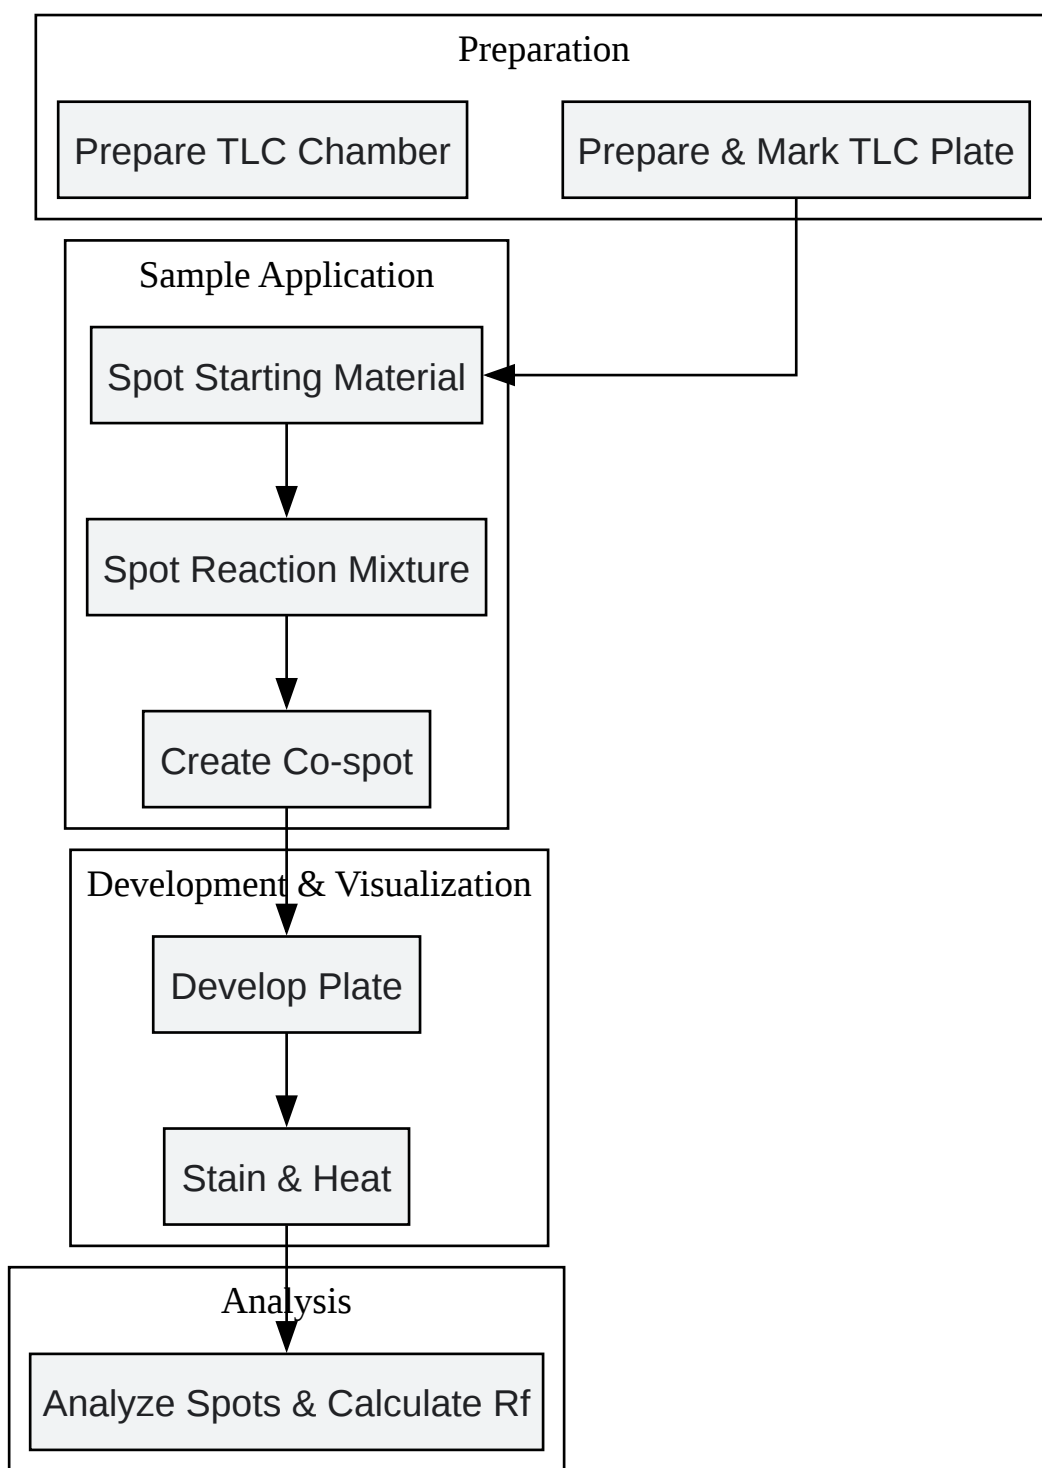 Preparation
Prepare TLC Chamber
Prepare & Mark TLC Plate
Sample Application
Spot Starting Material
Spot Reaction Mixture
Create Co-spot
Development & Visualization
Develop Plate
Stain & Heat
Analysis
Analyze Spots & Calculate Rf